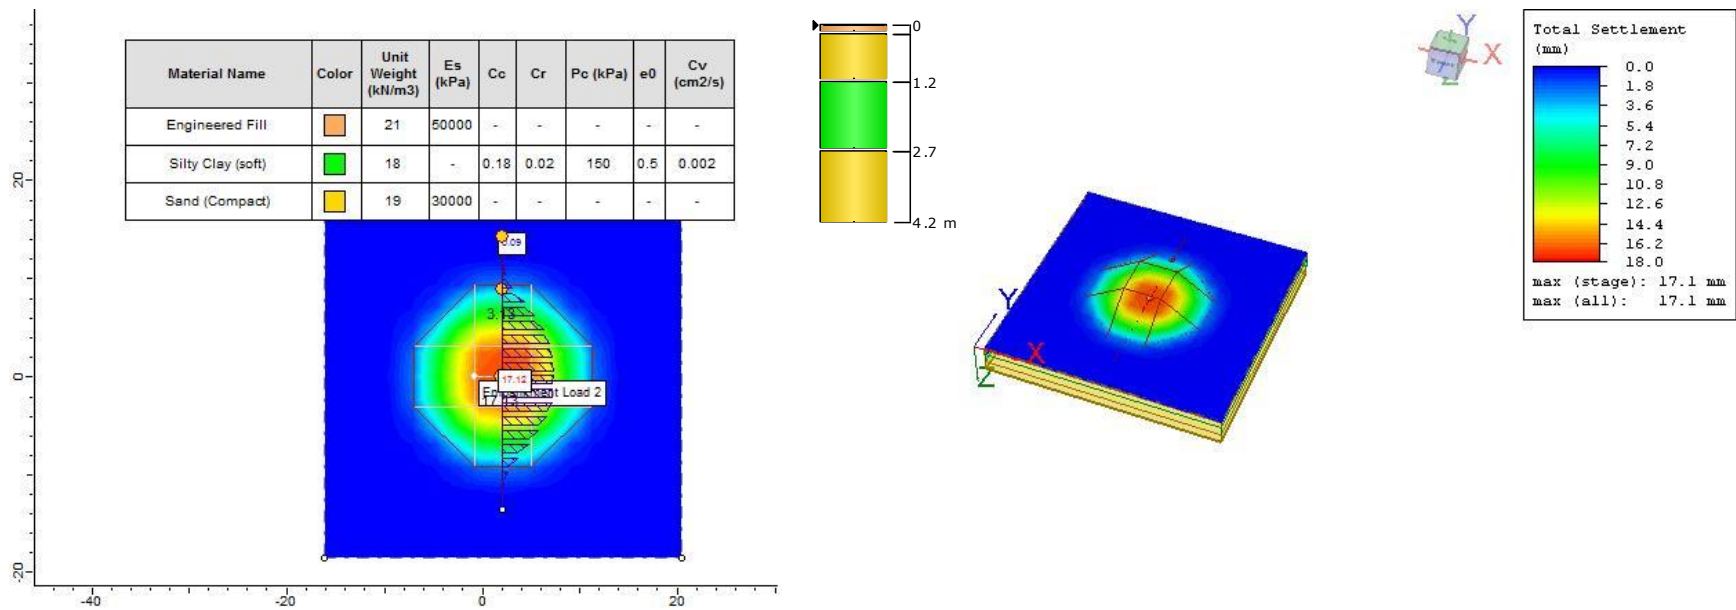 Material Name Color Unit Weight (kN/m3) Es (kPa) Cc Cr Pc (kPa) e0 Cv (cm2/s)
Engineered Fill 21 50000 - - - - -
Silty Clay (soft) 18 - 0.18 0.02 150 0.5 0.002
Sand (Compact) 19 30000 - - - - -
20
0
-20
-40
-20
0
20
3.13
17.12
Load 2
0
1.2
2.7
4.2 m
Y
X
Z
Y
X
Z
Total Settlement
(mm)
0.0
1.8
3.6
5.4
7.2
9.0
10.8
12.6
14.4
16.2
18.0
max (stage): 17.1 mm
max (all): 17.1 mm